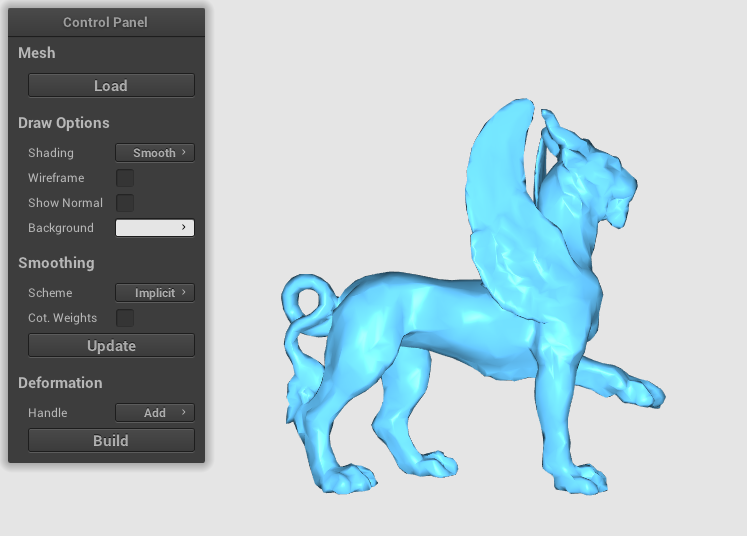 Control Panel
Mesh
Load
Draw Options
Shading Smooth ›
Wireframe
Show Normal
Background ›
Smoothing
Scheme Implicit ›
Cot. Weights
Update
Deformation
Handle Add ›
Build